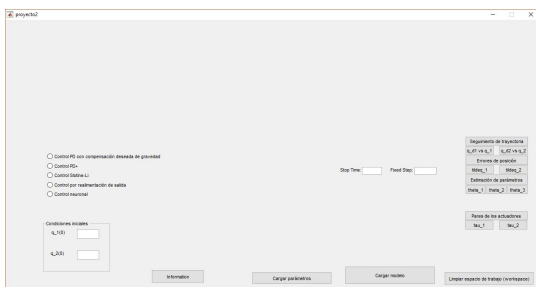 proyecto2
Control PD con compensación deseada de gravedad
Control PD+
Control Slotine-Li
Control por realimentación de salida
Control neuronal
Stop Time:
Fixed Step:
Seguimiento de trayectoria
q_d1 vs q_1 q_d2 vs q_2
Errores de posición
tildeq_1 tildeq_2
Estimación de parámetros
theta_1 theta_2 theta_3
Pares de los actuadores
tau_1 tau_2
Condiciones iniciales
q_1(0)
q_2(0)
Information
Cargar parámetros
Cargar modelo
Limpiar espacio de trabajo (workspace)